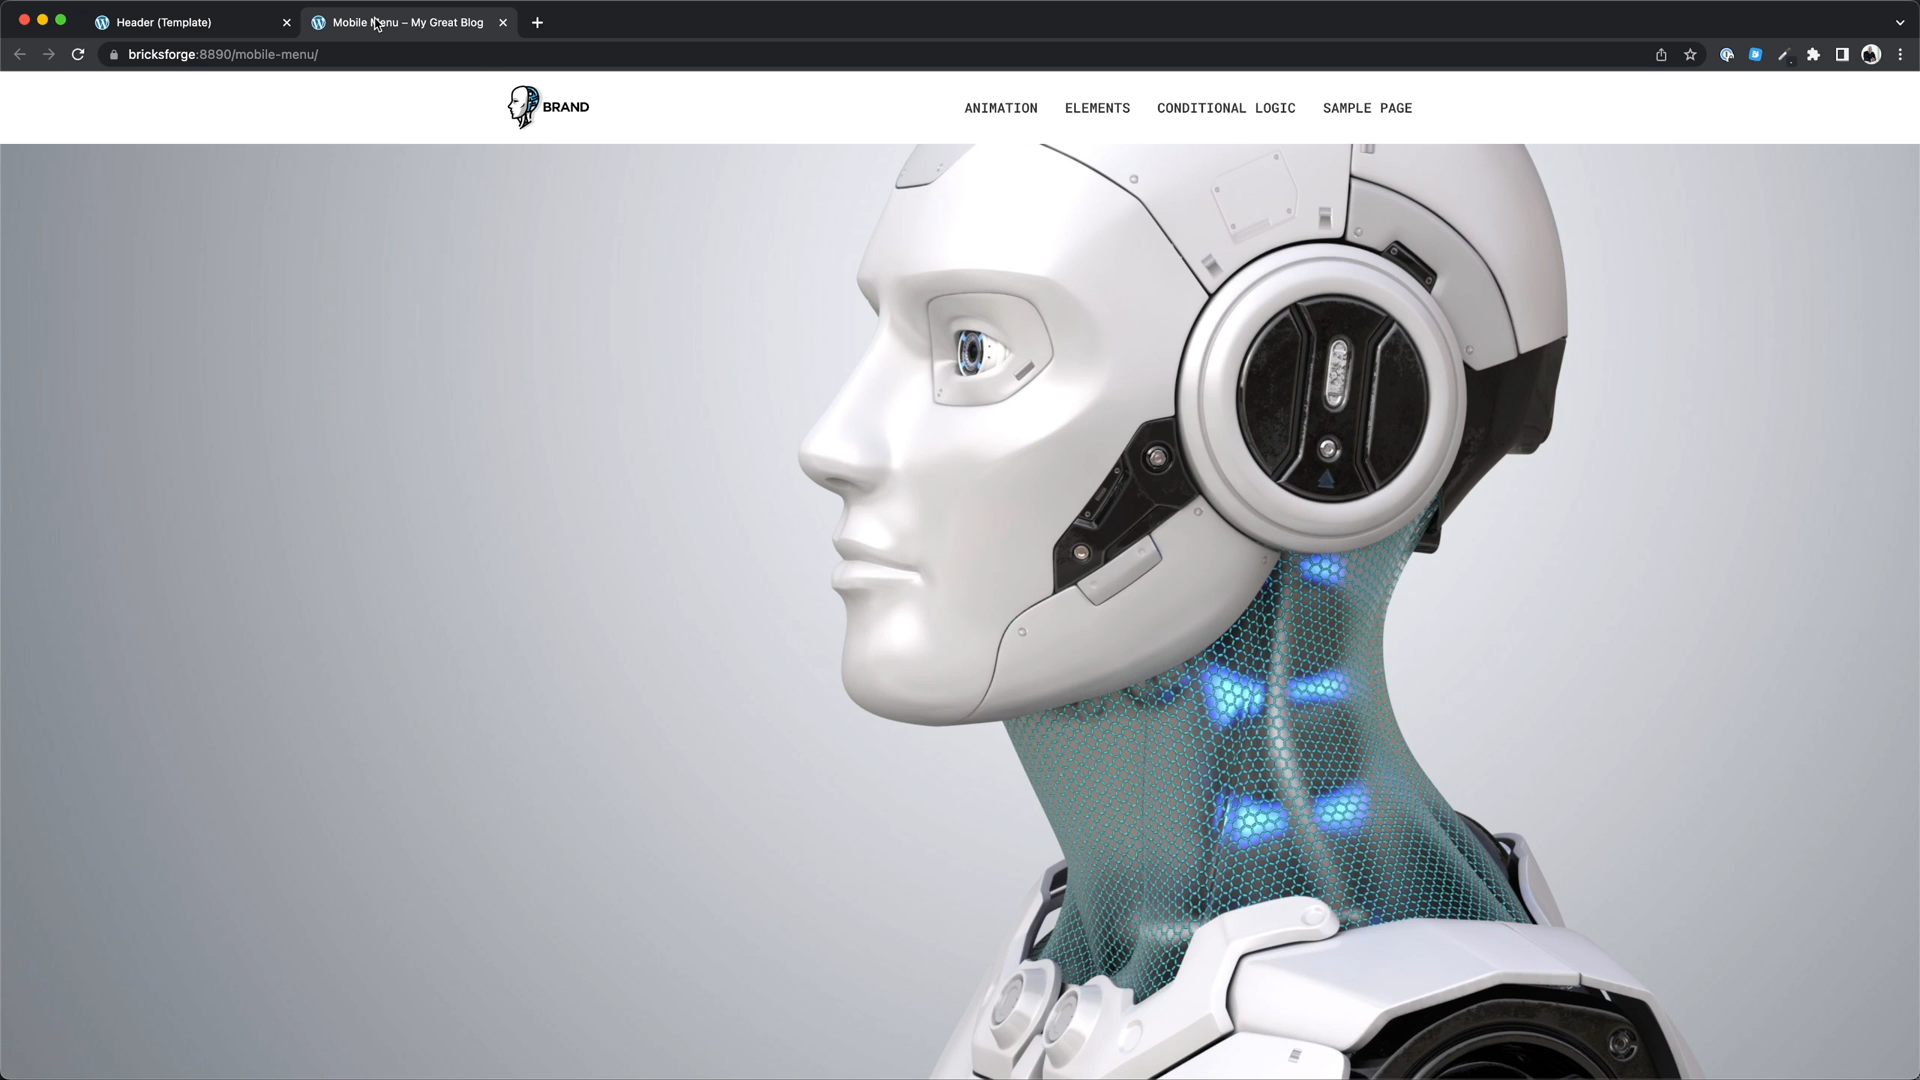 Header (Template)
Mobile Menu – My Great Blog
bricksforge:8890/mobile-menu/
BRAND
ANIMATION
ELEMENTS
CONDITIONAL LOGIC
SAMPLE PAGE